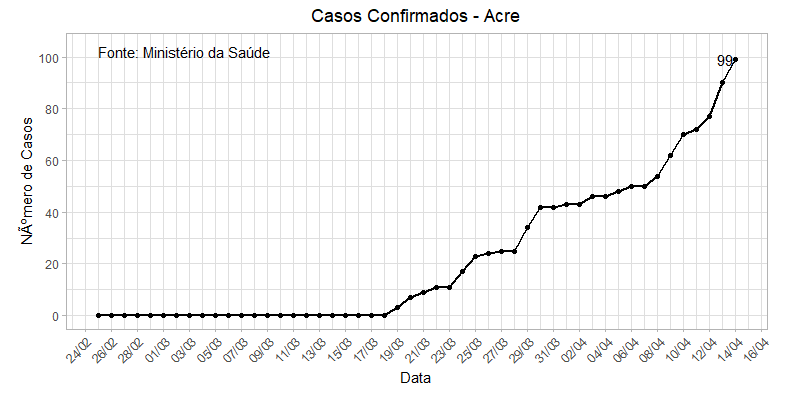 Casos Confirmados - Acre
Fonte: Ministério da Saúde
99
NÃºmero de Casos
100
80
60
40
20
0
24/02 26/02 28/02 01/03 03/03 05/03 07/03 09/03 11/03 13/03 15/03 17/03 19/03 21/03 23/03 25/03 27/03 29/03 31/03 02/04 04/04 06/04 08/04 10/04 12/04 14/04 16/04
Data